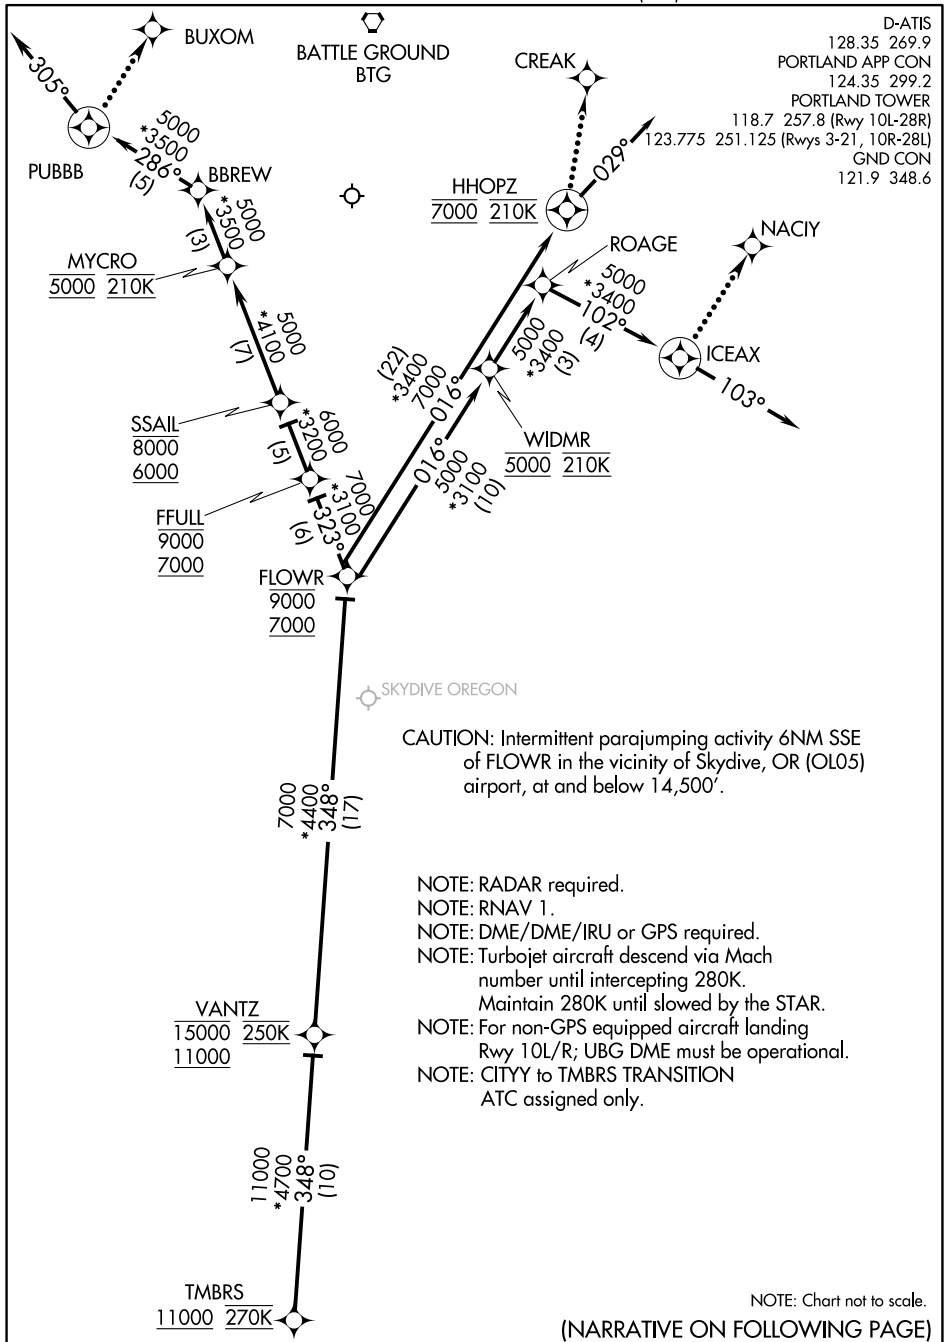 D-ATIS
128.35 269.9
PORTLAND APP CON
124.35 299.2
PORTLAND TOWER
118.7 257.8 (Rwy 10L-28R)
123.775 251.125 (Rwys 3-21, 10R-28L)
GND CON
121.9 348.6
BUXOM
BATTLE GROUND
BTG
CREAK
305°
PUBBB
5000
*3500
286°
(5)
BBREW
5000
*3500
(3)
HHOPZ
7000 210K
029°
NACIY
ROAGE
MYCRO
5000 210K
5000
*3400
102°
(4)
ICEAX
103°
5000
*4100
(7)
(22)
*3400
7000
016°
5000
*3400
(3)
SSAIL
8000
6000
6000
*3200
(5)
WIDMR
5000 210K
016°
5000
*3100
(10)
FFULL
9000
7000
7000
*3100
323°
(6)
FLOWR
9000
7000
SKYDIVE OREGON
CAUTION: Intermittent parajumping activity 6NM SSE
of FLOWR in the vicinity of Skydive, OR (OL05)
airport, at and below 14,500'.
7000
*4400
348°
(17)
NOTE: RADAR required.
NOTE: RNAV 1.
NOTE: DME/DME/IRU or GPS required.
NOTE: Turbojet aircraft descend via Mach
number until intercepting 280K.
Maintain 280K until slowed by the STAR.
NOTE: For non-GPS equipped aircraft landing
Rwy 10L/R; UBG DME must be operational.
NOTE: CITYY to TMBRS TRANSITION
ATC assigned only.
VANTZ
15000 250K
11000
11000
*4700
348°
(10)
TMBRS
11000 270K
NOTE: Chart not to scale.
(NARRATIVE ON FOLLOWING PAGE)